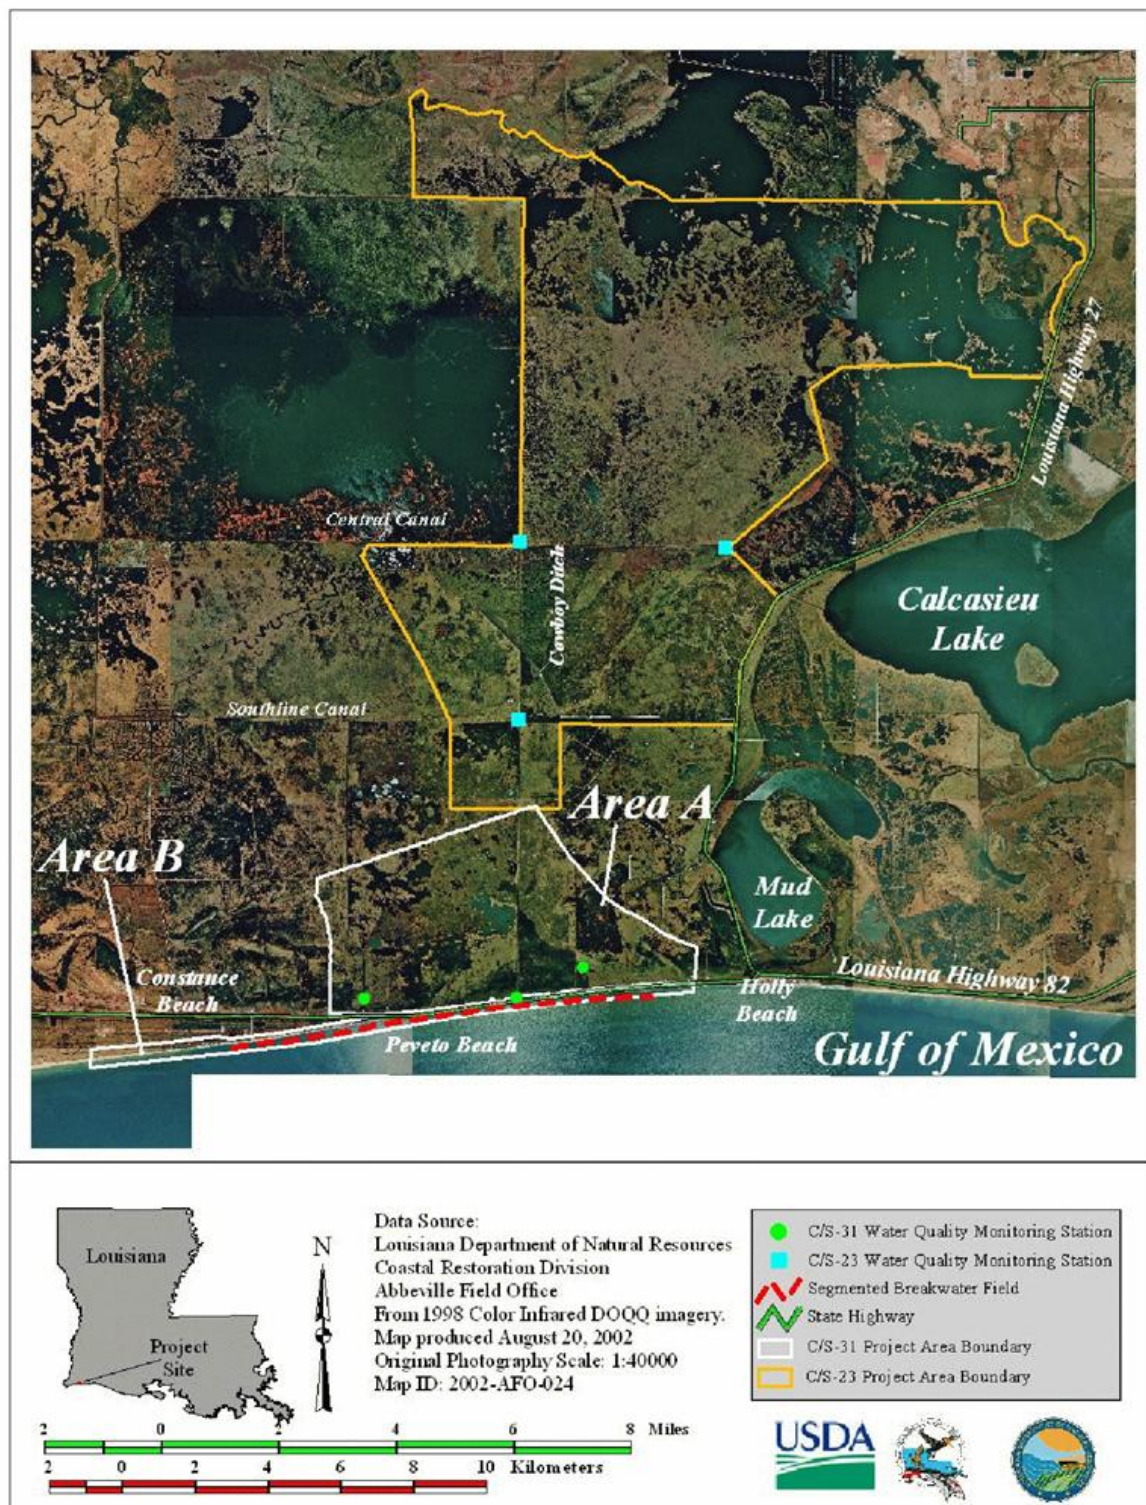 Louisiana Highway 27
Central Canal
Cowboy Ditch
Calcasieu
Lake
Southline Canal
Area A
Area B
Mud
Lake
Constance
Beach
Louisiana Highway 82
Holly
Beach
Peveto Beach
Gulf of Mexico
Louisiana
Project
Site
N
Data Source:
Louisiana Department of Natural Resources
Coastal Restoration Division
Abbeville Field Office
From 1998 Color Infrared DOQQ imagery.
Map produced August 20, 2002
Original Photography Scale: 1:40000
Map ID: 2002-AFO-024
C/S-31 Water Quality Monitoring Station
C/S-23 Water Quality Monitoring Station
Segmented Breakwater Field
State Highway
C/S-31 Project Area Boundary
C/S-23 Project Area Boundary
2 0 2 4 6 8 Miles
2 0 2 4 6 8 10 Kilometers
USDA